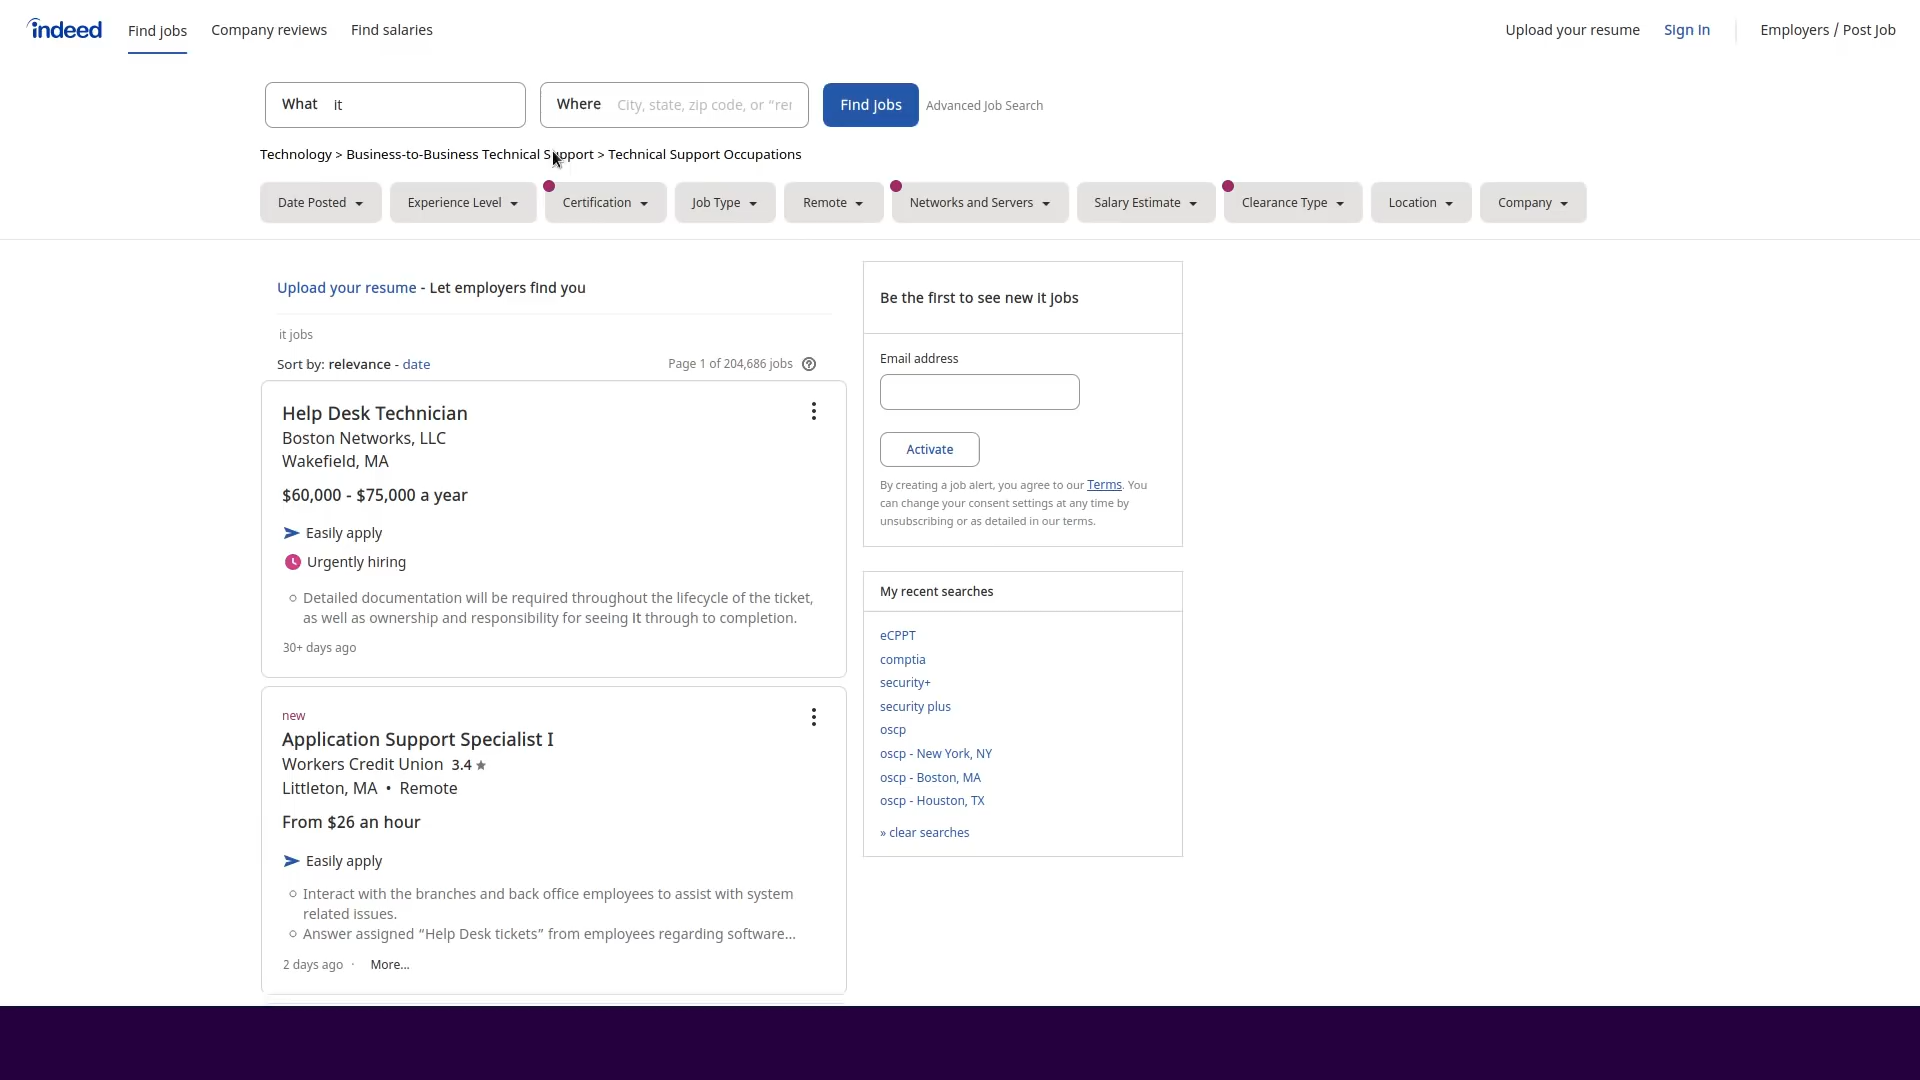 indeed
Find jobs
Company reviews
Find salaries
Upload your resume
Sign In
Employers / Post Job
What it
Where City, state, zip code, or “rer
Find Jobs
Advanced Job Search
Technology > Business-to-Business Technical Support > Technical Support Occupations
Date Posted
Experience Level
Certification
Job Type
Remote
Networks and Servers
Salary Estimate
Clearance Type
Location
Company
Upload your resume - Let employers find you
it jobs
Sort by: relevance - date
Page 1 of 204,686 jobs
Help Desk Technician
Boston Networks, LLC
Wakefield, MA
$60,000 - $75,000 a year
Easily apply
Urgently hiring
Detailed documentation will be required throughout the lifecycle of the ticket,
as well as ownership and responsibility for seeing it through to completion.
30+ days ago
new
Application Support Specialist I
Workers Credit Union 3.4
Littleton, MA • Remote
From $26 an hour
Easily apply
Interact with the branches and back office employees to assist with system
related issues.
Answer assigned “Help Desk tickets” from employees regarding software...
2 days ago · More...
Be the first to see new it Jobs
Email address
Activate
By creating a job alert, you agree to our Terms. You
can change your consent settings at any time by
unsubscribing or as detailed in our terms.
My recent searches
eCPPT
comptia
security+
security plus
oscp
oscp - New York, NY
oscp - Boston, MA
oscp - Houston, TX
» clear searches